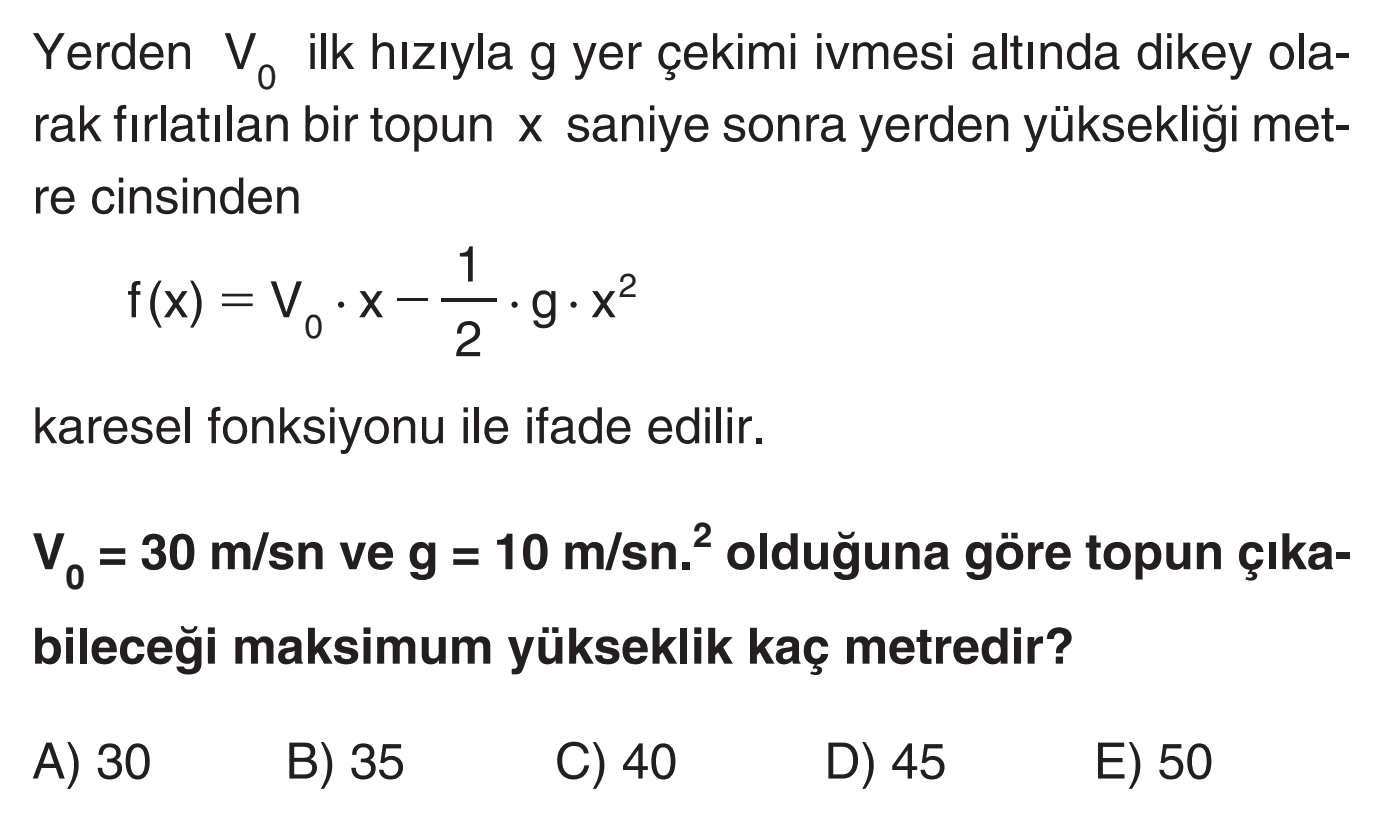 Yerden V₀ ilk hızıyla g yer çekimi ivmesi altında dikey ola-
rak fırlatılan bir topun x saniye sonra yerden yüksekliği met-
re cinsinden
f(x) = V₀ · x − 1/2 · g · x²
karesel fonksiyonu ile ifade edilir.
V₀ = 30 m/sn ve g = 10 m/sn.² olduğuna göre topun çıka-
bileceği maksimum yükseklik kaç metredir?
A) 30 B) 35 C) 40 D) 45 E) 50